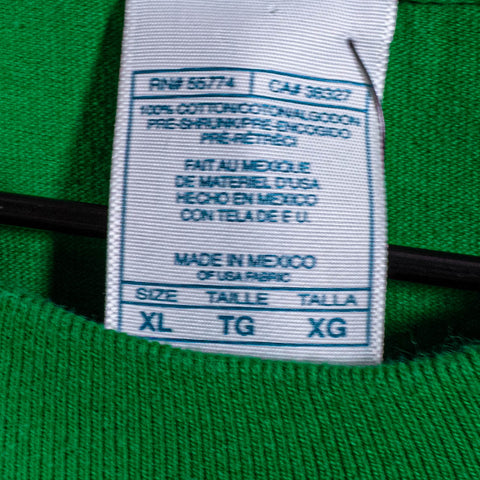 RN# 55774 CA# 36327
100% COTTON/COTON/ALGODON
PRE-SHRUNK/PRE-ENCOGIDO
PRÉ-RÉTRÉCI
FAIT AU MEXIQUE
DE MATERIEL D'USA
HECHO EN MEXICO
CON TELA DE E U.
MADE IN MEXICO
OF USA FABRIC
SIZE TAILLE TALLA
XL TG XG